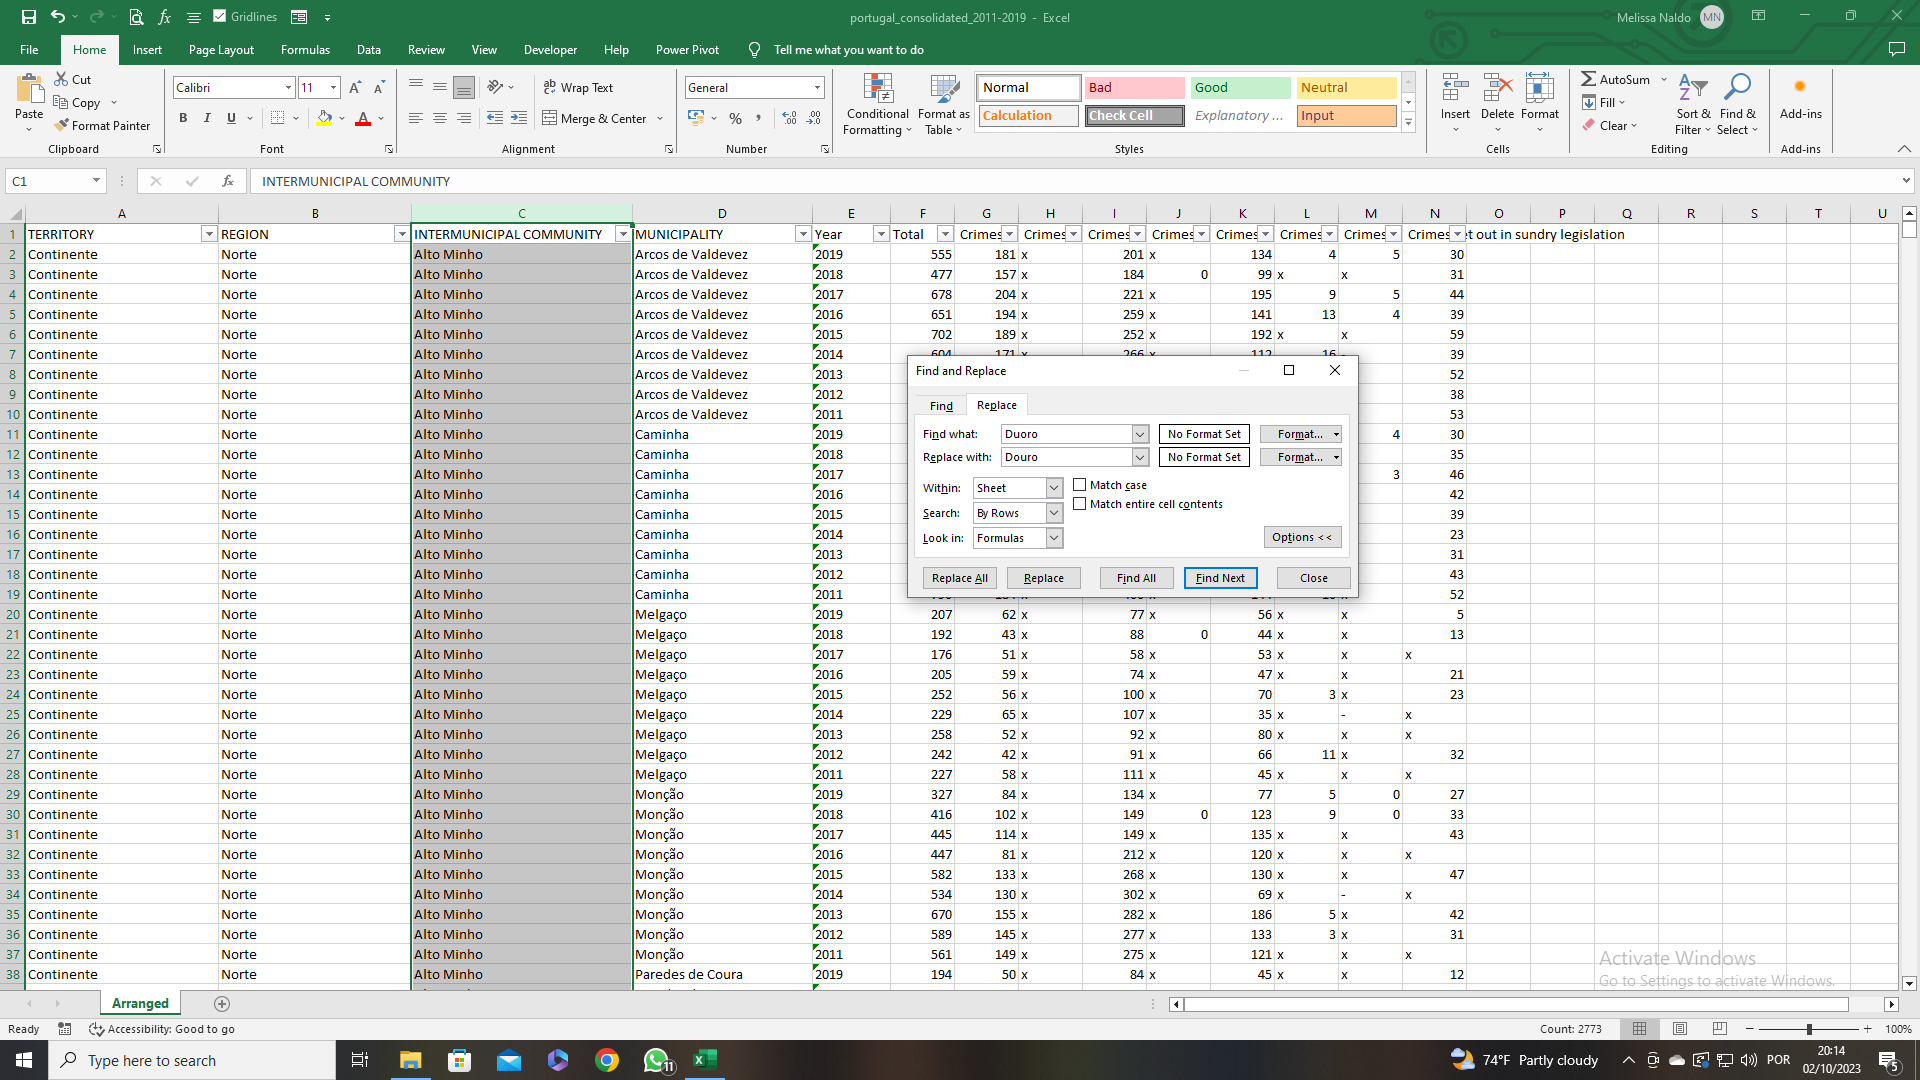 Gridlines
portugal_consolidated_2011-2019 - Excel
Melissa Naldo MN
File Home Insert Page Layout Formulas Data Review View Developer Help Power Pivot Tell me what you want to do
Paste Cut Copy Format Painter Clipboard
Calibri 11 B I U Font
ab Wrap Text Merge & Center Alignment
General % Number
Conditional Formatting Format as Table
Normal Bad Good Neutral
Calculation Check Cell Explanatory ... Input
Styles
Insert Delete Format Cells
AutoSum Fill Clear Sort & Filter Find & Select Editing
Add-ins Add-ins
C1 fx INTERMUNICIPAL COMMUNITY
A B C D E F G H I J K L M N O P Q R S T U
1 TERRITORY REGION INTERMUNICIPAL COMMUNITY MUNICIPALITY Year Total Crimes Crimes Crimes Crimes Crimes Crimes Crimes Crimes et out in sundry legislation
2 Continente Norte Alto Minho Arcos de Valdevez 2019 555 181 x 201 x 134 4 5 30
3 Continente Norte Alto Minho Arcos de Valdevez 2018 477 157 x 184 0 99 x x 31
4 Continente Norte Alto Minho Arcos de Valdevez 2017 678 204 x 221 x 195 9 5 44
5 Continente Norte Alto Minho Arcos de Valdevez 2016 651 194 x 259 x 141 13 4 39
6 Continente Norte Alto Minho Arcos de Valdevez 2015 702 189 x 252 x 192 x x 59
7 Continente Norte Alto Minho Arcos de Valdevez 2014 604 171 x 266 x 112 16 39
8 Continente Norte Alto Minho Arcos de Valdevez 2013 52
9 Continente Norte Alto Minho Arcos de Valdevez 2012 38
10 Continente Norte Alto Minho Arcos de Valdevez 2011 53
11 Continente Norte Alto Minho Caminha 2019 4 30
12 Continente Norte Alto Minho Caminha 2018 35
13 Continente Norte Alto Minho Caminha 2017 3 46
14 Continente Norte Alto Minho Caminha 2016 42
15 Continente Norte Alto Minho Caminha 2015 39
16 Continente Norte Alto Minho Caminha 2014 23
17 Continente Norte Alto Minho Caminha 2013 31
18 Continente Norte Alto Minho Caminha 2012 43
19 Continente Norte Alto Minho Caminha 2011 52
20 Continente Norte Alto Minho Melgaço 2019 207 62 x 77 x 56 x x 5
21 Continente Norte Alto Minho Melgaço 2018 192 43 x 88 0 44 x x 13
22 Continente Norte Alto Minho Melgaço 2017 176 51 x 58 x 53 x x x
23 Continente Norte Alto Minho Melgaço 2016 205 59 x 74 x 47 x x 21
24 Continente Norte Alto Minho Melgaço 2015 252 56 x 100 x 70 3 x 23
25 Continente Norte Alto Minho Melgaço 2014 229 65 x 107 x 35 x - x
26 Continente Norte Alto Minho Melgaço 2013 258 52 x 92 x 80 x x x
27 Continente Norte Alto Minho Melgaço 2012 242 42 x 91 x 66 11 x 32
28 Continente Norte Alto Minho Melgaço 2011 227 58 x 111 x 45 x x x
29 Continente Norte Alto Minho Monção 2019 327 84 x 134 x 77 5 0 27
30 Continente Norte Alto Minho Monção 2018 416 102 x 149 0 123 9 0 33
31 Continente Norte Alto Minho Monção 2017 445 114 x 149 x 135 x x 43
32 Continente Norte Alto Minho Monção 2016 447 81 x 212 x 120 x x x
33 Continente Norte Alto Minho Monção 2015 582 133 x 268 x 130 x x 47
34 Continente Norte Alto Minho Monção 2014 534 130 x 302 x 69 x - x
35 Continente Norte Alto Minho Monção 2013 670 155 x 282 x 186 5 x 42
36 Continente Norte Alto Minho Monção 2012 589 145 x 277 x 133 3 x 31
37 Continente Norte Alto Minho Monção 2011 561 149 x 275 x 121 x x x
38 Continente Norte Alto Minho Paredes de Coura 2019 194 50 x 84 x 45 x x 12
Find and Replace
Find Replace
Find what: Duoro No Format Set Format...
Replace with: Douro No Format Set Format...
Within: Sheet Match case
Match entire cell contents
Search: By Rows
Look in: Formulas Options <<
Replace All Replace Find All Find Next Close
Activate Windows
Go to Settings to activate Windows.
Arranged
Ready Accessibility: Good to go Count: 2773 100%
Type here to search 11 74°F Partly cloudy POR 20:14
02/10/2023 5